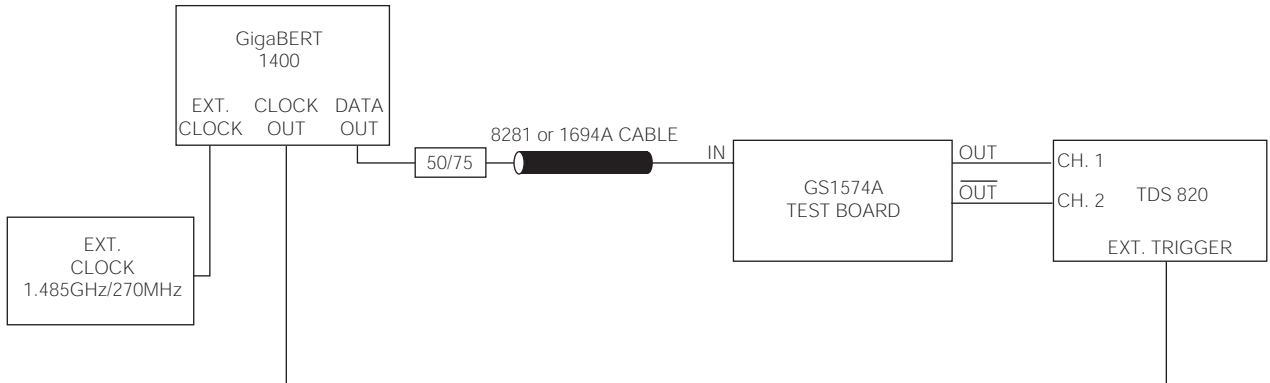 GigaBERT
1400
EXT. CLOCK DATA
CLOCK OUT OUT
8281 or 1694A CABLE
50/75
IN
GS1574A
TEST BOARD
OUT
OUT
CH. 1
CH. 2
TDS 820
EXT. TRIGGER
EXT.
CLOCK
1.485GHz/270MHz